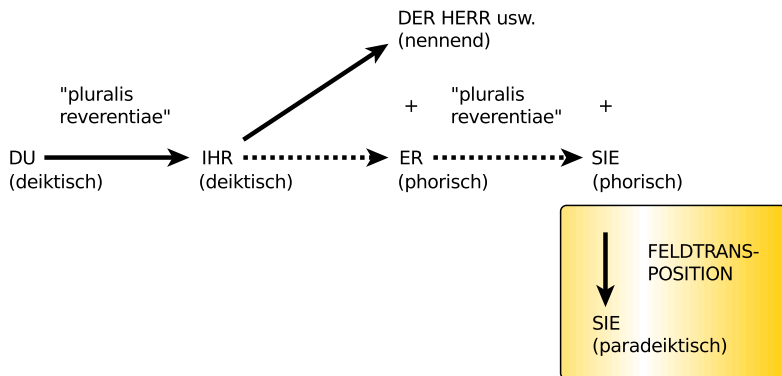 DER HERR usw.
(nennend)
"pluralis
reverentiae"
+
"pluralis
reverentiae"
+
DU
IHR
ER
SIE
(deiktisch)
(deiktisch)
(phorisch)
(phorisch)
FELDTRANS-
POSITION
SIE
(paradeiktisch)